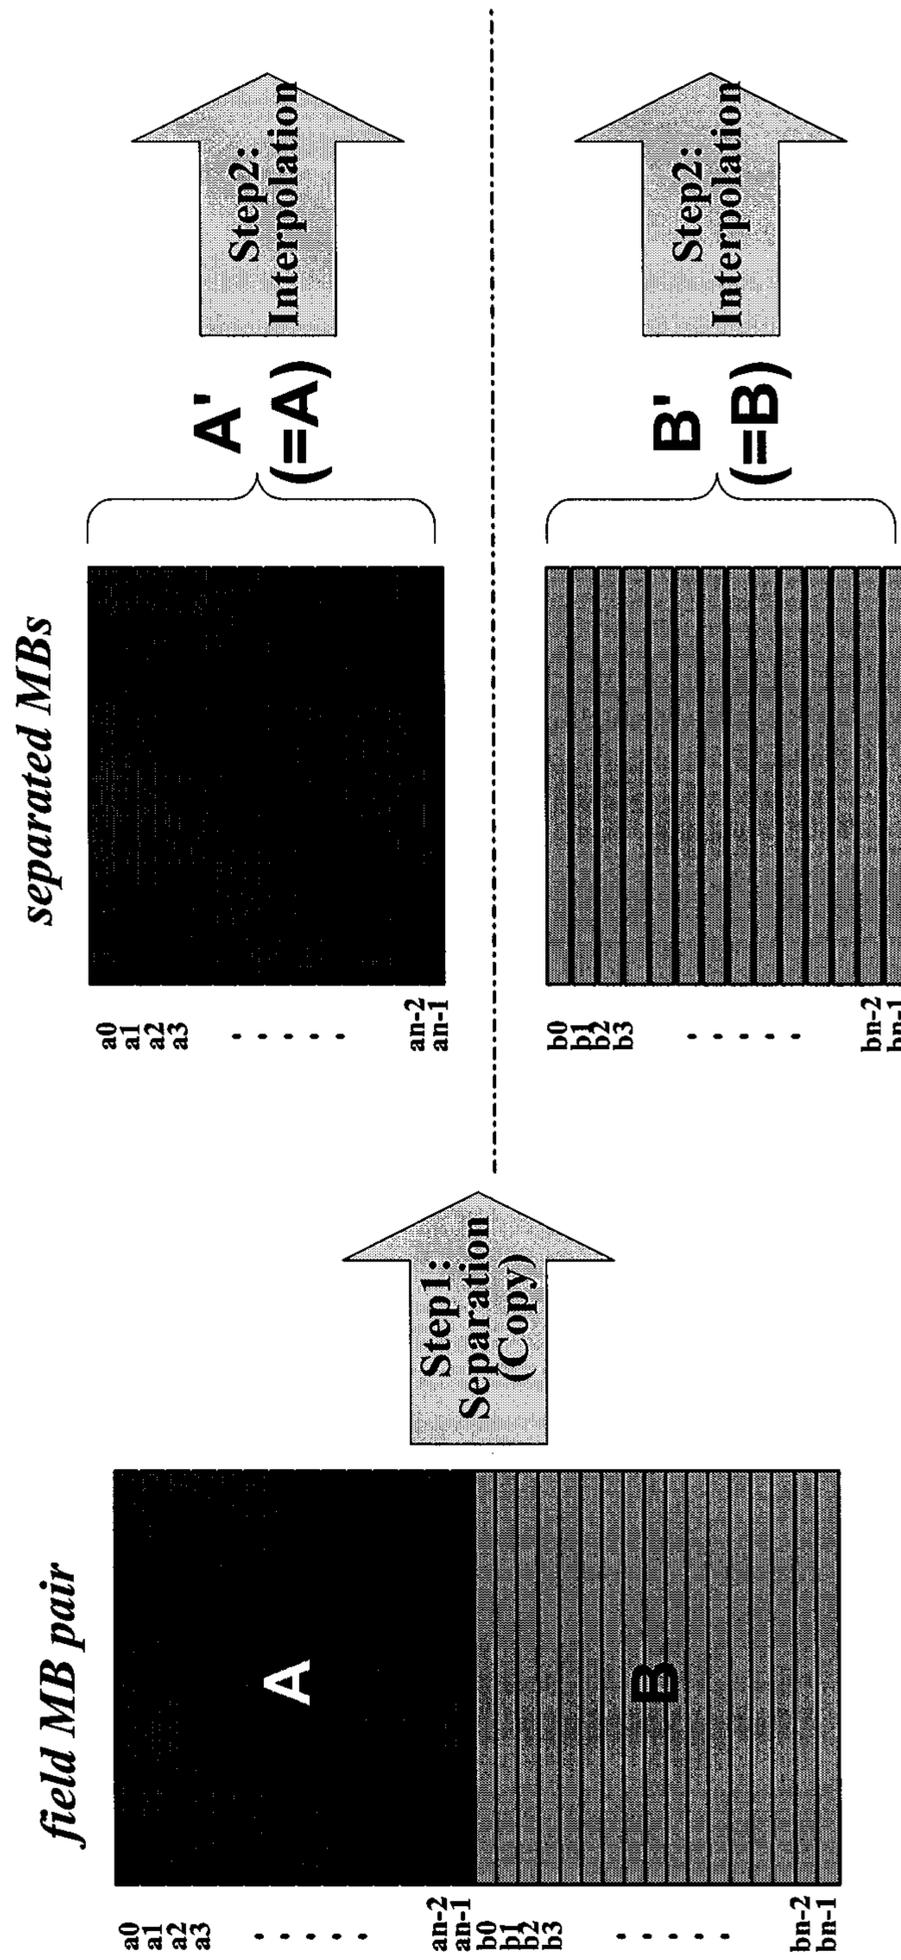 field MB pair
a0
a1
a2
a3
an-2
an-1
b0
b1
b2
b3
bn-2
bn-1
A
B
Step1:
Separation
(Copy)
separated MBs
a0
a1
a2
a3
an-2
an-1
A'
(=A)
Step2:
Interpolation
b0
b1
b2
b3
bn-2
bn-1
B'
(=B)
Step2:
Interpolation